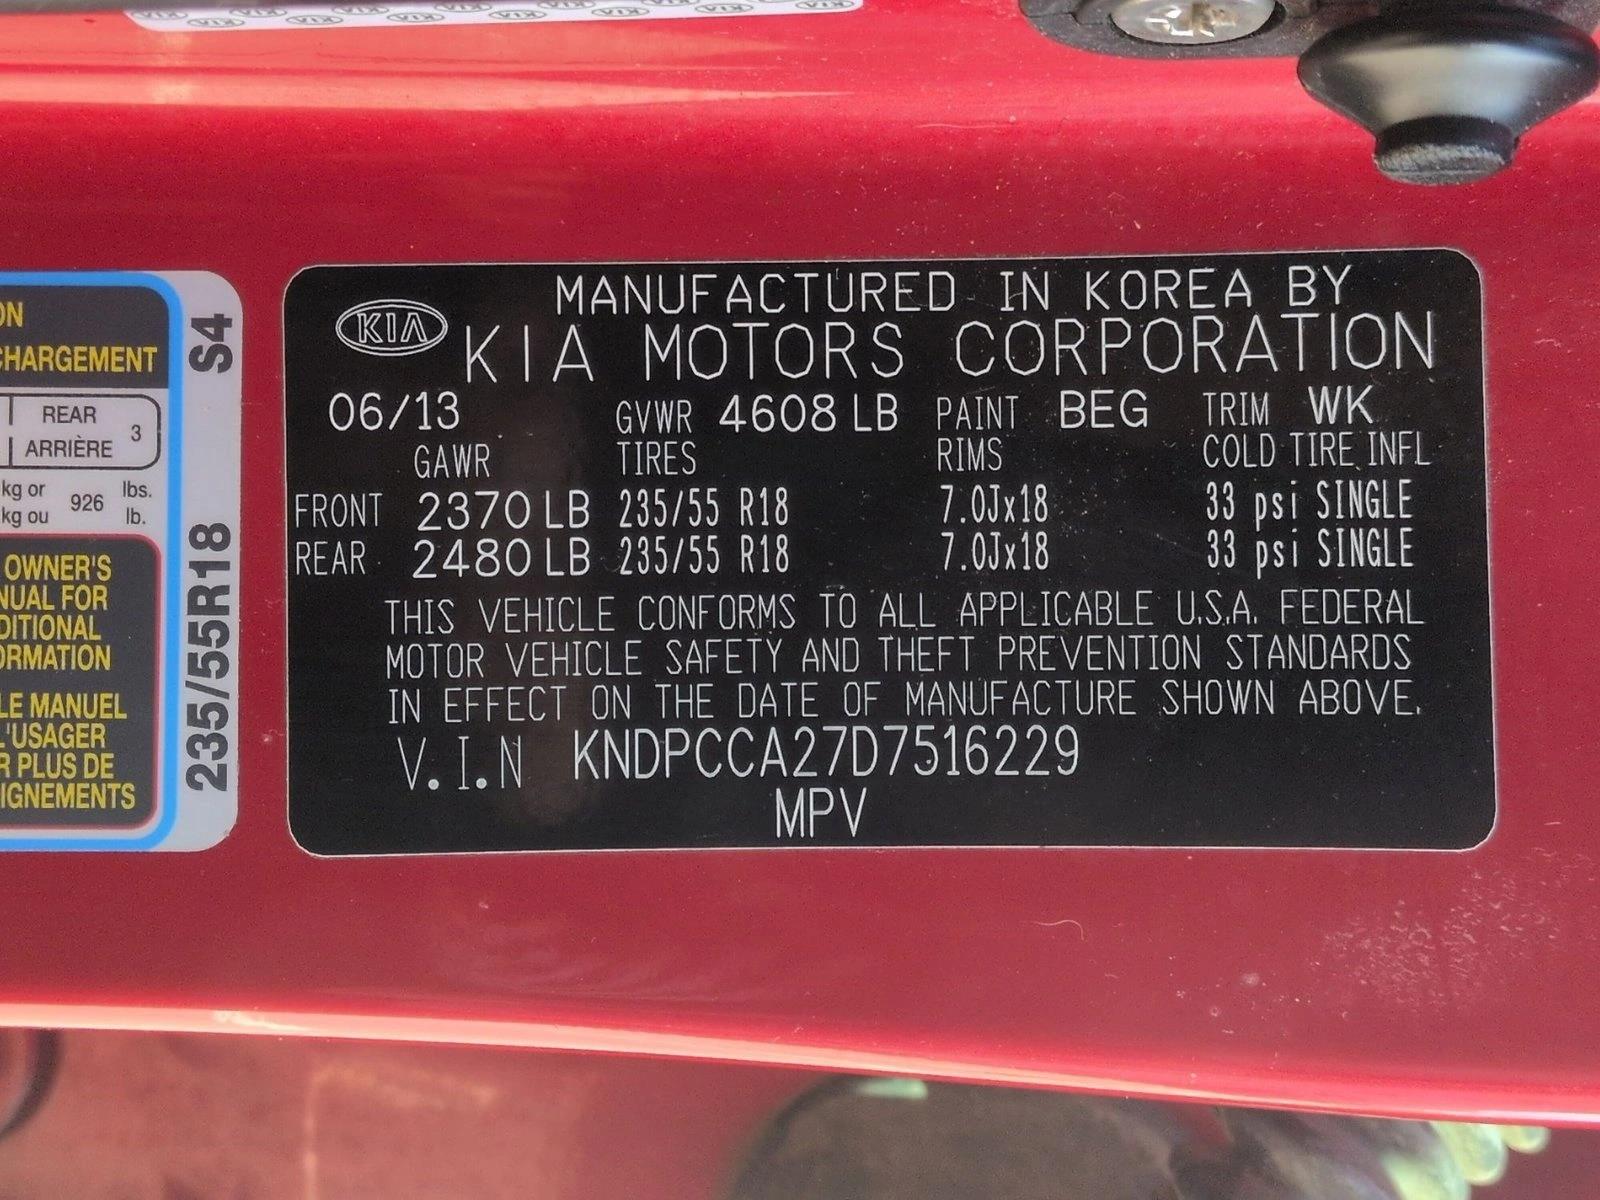 KIA KIA KIA KIA KIA
MANUFACTURED IN KOREA BY
KIA
KIA MOTORS CORPORATION
06/13 GVWR 4608 LB PAINT BEG TRIM WK
GAWR TIRES RIMS COLD TIRE INFL
FRONT 2370 LB 235/55 R18 7.0Jx18 33 psi SINGLE
REAR 2480 LB 235/55 R18 7.0Jx18 33 psi SINGLE
THIS VEHICLE CONFORMS TO ALL APPLICABLE U.S.A. FEDERAL
MOTOR VEHICLE SAFETY AND THEFT PREVENTION STANDARDS
IN EFFECT ON THE DATE OF MANUFACTURE SHOWN ABOVE.
V.I.N KNDPCCA27D7516229
MPV
ON
CHARGEMENT
REAR
ARRIÈRE 3
kg or 926 lbs.
kg ou lb.
OWNER'S
NUAL FOR
DITIONAL
ORMATION
LE MANUEL
L'USAGER
R PLUS DE
IGNEMENTS
235/55R18 S4